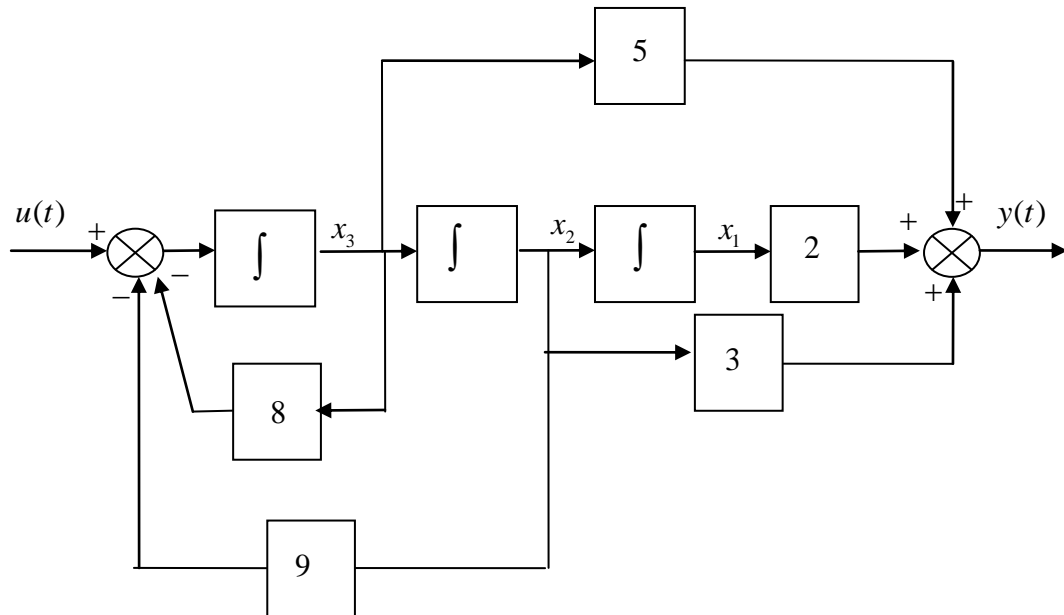 5
u(t) + ∫ x₃ ∫ x₂ ∫ x₁ 2 + + y(t)
− − +
3
8
9